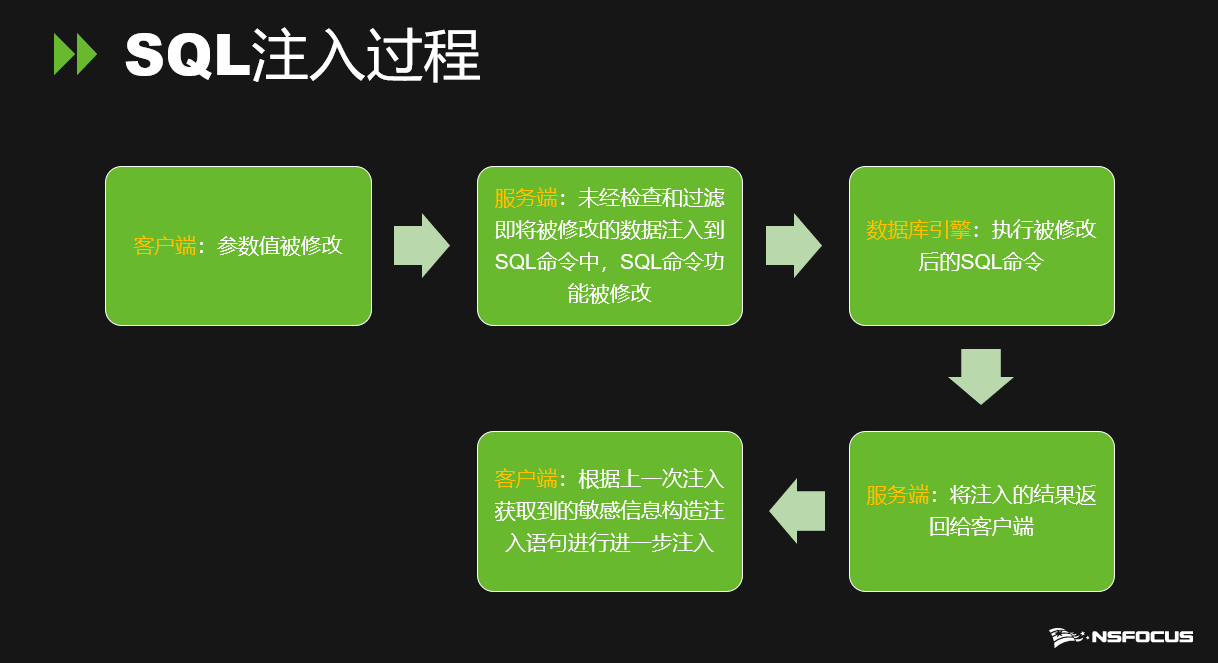 SQL注入过程
客户端：参数值被修改
服务端：未经检查和过滤
即将被修改的数据注入到
SQL命令中，SQL命令功
能被修改
数据库引擎：执行被修改
后的SQL命令
服务端：将注入的结果返
回给客户端
客户端：根据上一次注入
获取到的敏感信息构造注
入语句进行进一步注入
NSFOCUS